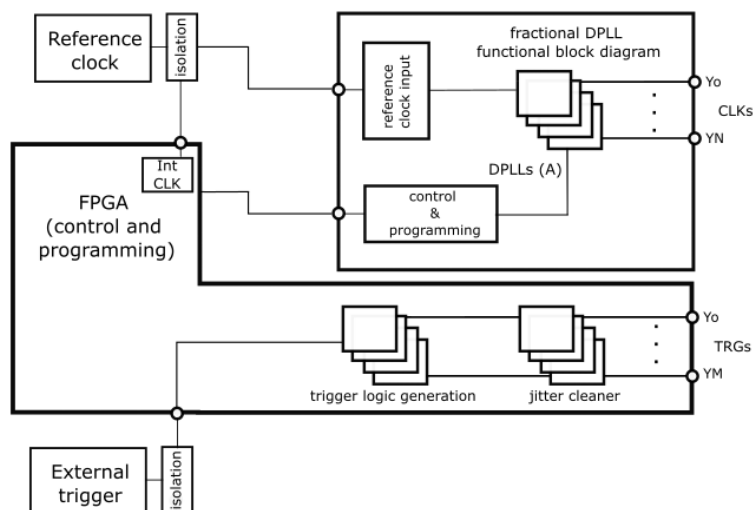 Reference
clock
isolation
fractional DPLL
functional block diagram
reference
clock input
Yo
CLKs
YN
DPLLs (A)
Int
CLK
FPGA
(control and
programming)
control
&
programming
Yo
TRGs
YM
trigger logic generation
jitter cleaner
External
trigger
isolation